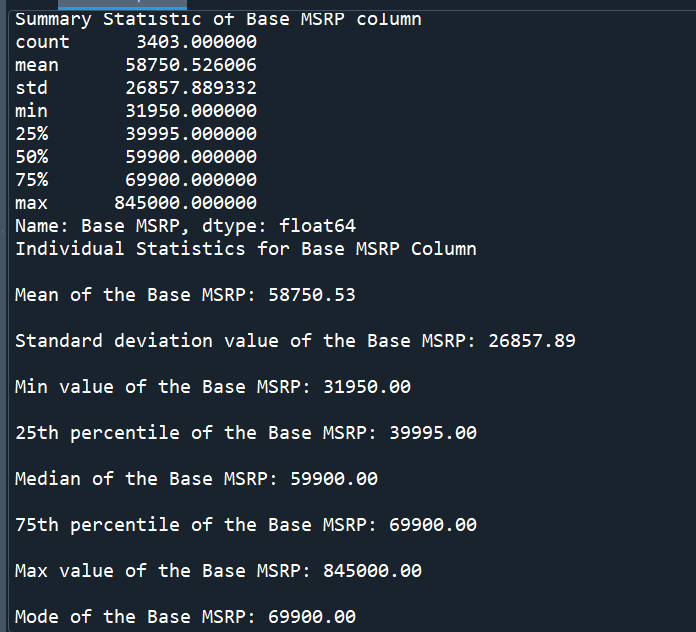 Summary Statistic of Base MSRP column
count      3403.000000
mean      58750.526006
std       26857.889332
min       31950.000000
25%       39995.000000
50%       59900.000000
75%       69900.000000
max      845000.000000
Name: Base MSRP, dtype: float64
Individual Statistics for Base MSRP Column
Mean of the Base MSRP: 58750.53
Standard deviation value of the Base MSRP: 26857.89
Min value of the Base MSRP: 31950.00
25th percentile of the Base MSRP: 39995.00
Median of the Base MSRP: 59900.00
75th percentile of the Base MSRP: 69900.00
Max value of the Base MSRP: 845000.00
Mode of the Base MSRP: 69900.00